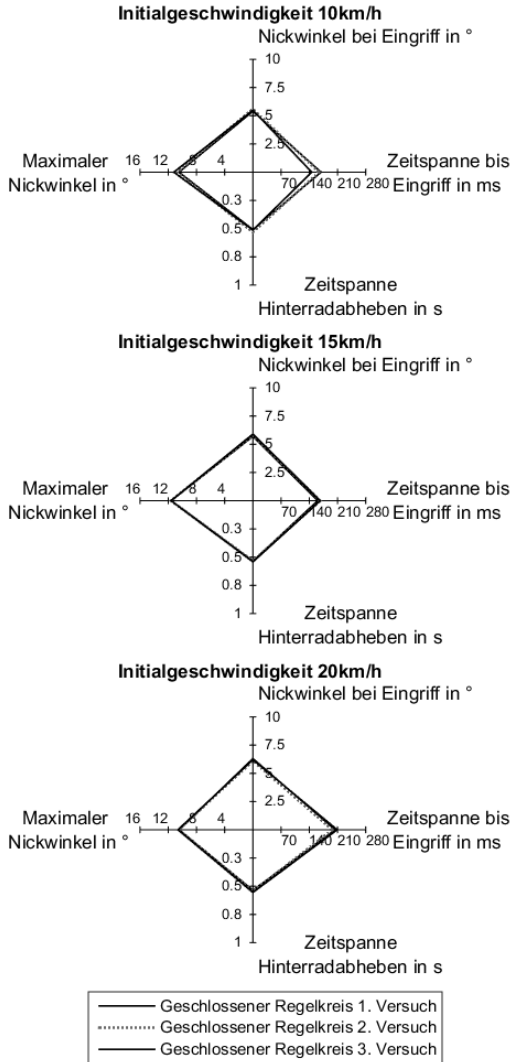 Initialgeschwindigkeit 10km/h
Nickwinkel bei Eingriff in °
10
7.5
5
2.5
Maximaler 16 12 8 4 Zeitspanne bis
Nickwinkel in ° 70 140 210 280 Eingriff in ms
0.3
0.5
0.8
1
Zeitspanne
Hinterradabheben in s
Initialgeschwindigkeit 15km/h
Nickwinkel bei Eingriff in °
10
7.5
5
2.5
Maximaler 16 12 8 4 Zeitspanne bis
Nickwinkel in ° 70 140 210 280 Eingriff in ms
0.3
0.5
0.8
1
Zeitspanne
Hinterradabheben in s
Initialgeschwindigkeit 20km/h
Nickwinkel bei Eingriff in °
10
7.5
5
2.5
Maximaler 16 12 8 4 Zeitspanne bis
Nickwinkel in ° 70 140 210 280 Eingriff in ms
0.3
0.5
0.8
1
Zeitspanne
Hinterradabheben in s
Geschlossener Regelkreis 1. Versuch
Geschlossener Regelkreis 2. Versuch
Geschlossener Regelkreis 3. Versuch